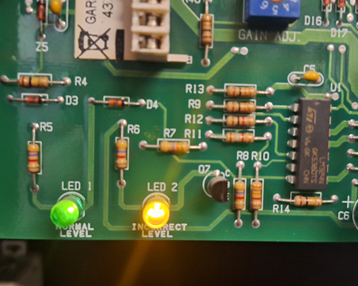 GAR
43
Z5
R4
D3
D4
GAIN ADJ.
D16
D17
C5
R13
R9
R12
R11
R5
R6
R7
R8 R10
Q7
R14
C6
+
LED 1
NORMAL
LEVEL
LED 2
INCORRECT
LEVEL